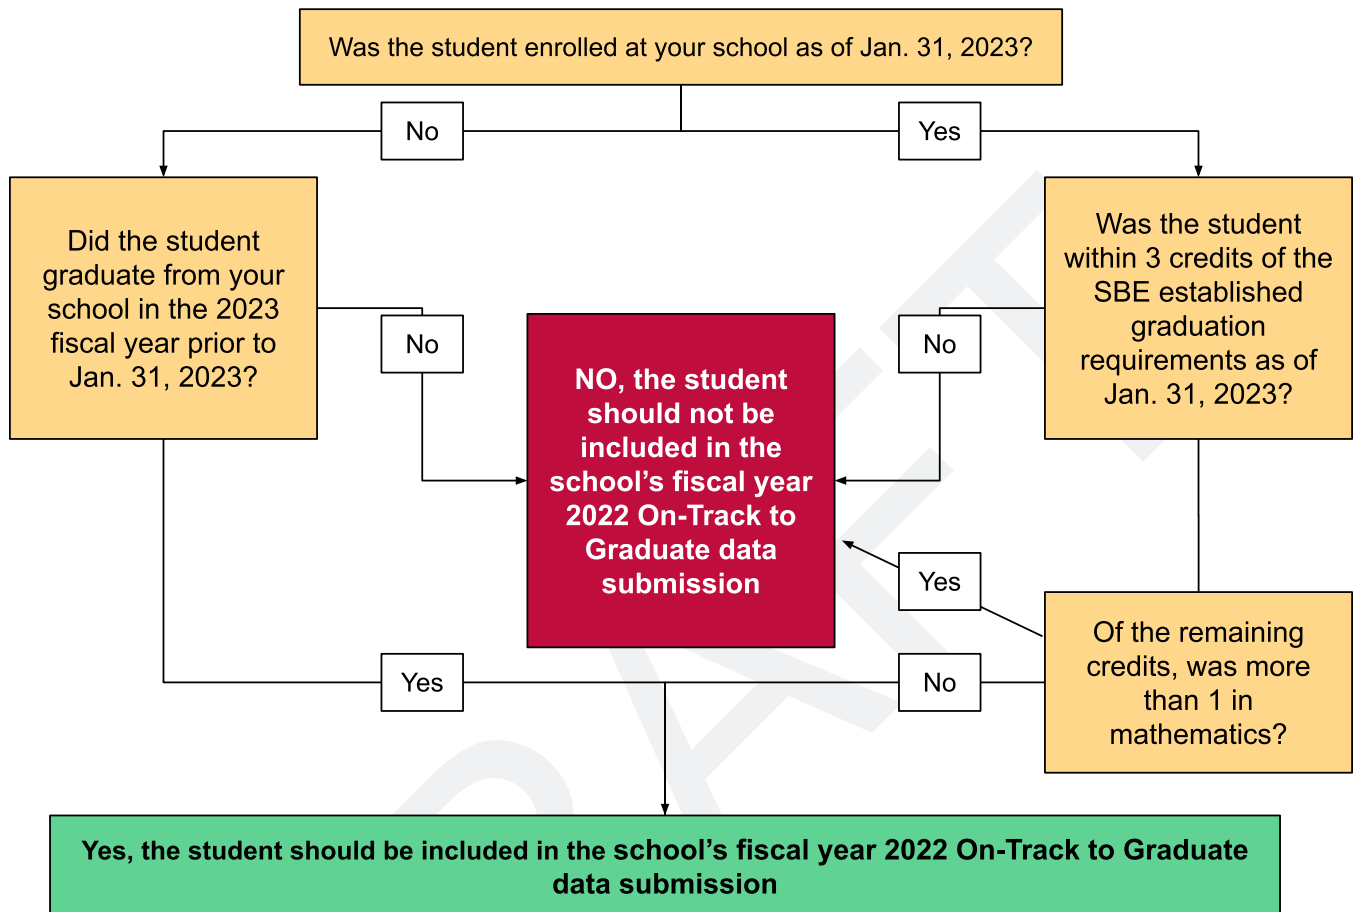 Was the student enrolled at your school as of Jan. 31, 2023?
No
Yes
Did the student
graduate from your
school in the 2023
fiscal year prior to
Jan. 31, 2023?
Was the student
within 3 credits of the
SBE established
graduation
requirements as of
Jan. 31, 2023?
No
No
NO, the student
should not be
included in the
school’s fiscal year
2022 On-Track to
Graduate data
submission
Yes
Of the remaining
credits, was more
than 1 in
mathematics?
Yes
No
Yes, the student should be included in the school’s fiscal year 2022 On-Track to Graduate
data submission